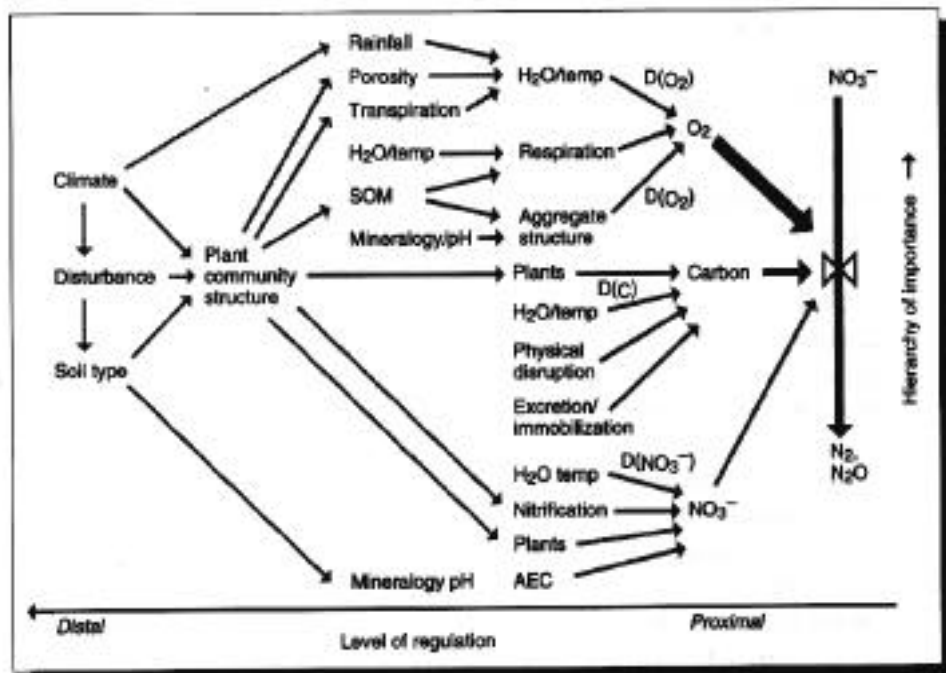 Rainfall
Porosity
Transpiration
H₂O/temp
D(O₂)
NO₃⁻
O₂
H₂O/temp
Respiration
Climate
SOM
D(O₂)
Mineralogy/pH
Aggregate
structure
Disturbance
Plant
community
structure
Plants
Carbon
D(C)
H₂O/temp
Soil type
Physical
disruption
Excretion/
immobilization
Hierarchy of importance →
N₂,
N₂O
H₂O temp
D(NO₃⁻)
Nitrification
NO₃⁻
Plants
Mineralogy pH
AEC
Distal
Proximal
Level of regulation